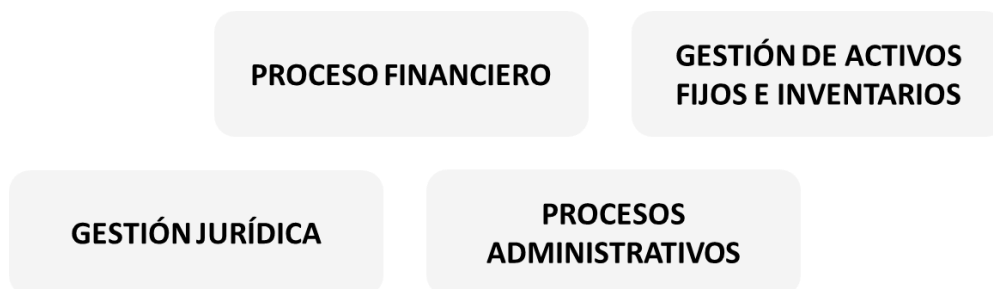 PROCESO FINANCIERO
GESTIÓN DE ACTIVOS
FIJOS E INVENTARIOS
GESTIÓN JURÍDICA
PROCESOS
ADMINISTRATIVOS